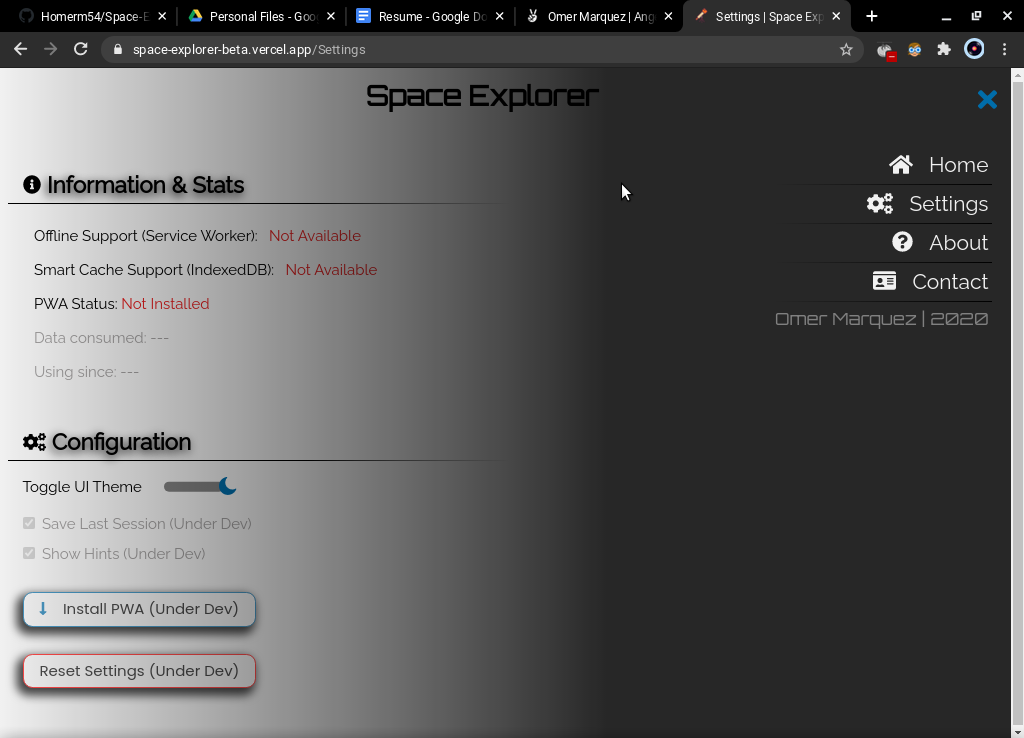 Homerm54/Space-E
Personal Files - Goo
Resume - Google Do
Omer Marquez | Ang
Settings | Space Exp
space-explorer-beta.vercel.app/Settings
Space Explorer
Home
Settings
About
Contact
Omer Marquez | 2020
Information & Stats
Offline Support (Service Worker): Not Available
Smart Cache Support (IndexedDB): Not Available
PWA Status: Not Installed
Data consumed: ---
Using since: ---
Configuration
Toggle UI Theme
Save Last Session (Under Dev)
Show Hints (Under Dev)
Install PWA (Under Dev)
Reset Settings (Under Dev)